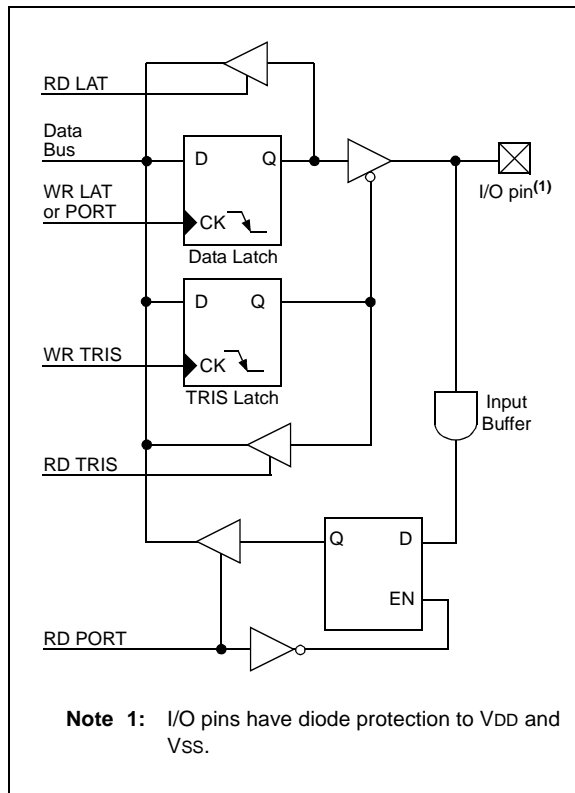 RD LAT
Data
Bus
D Q
WR LAT
or PORT
I/O pin(1)
CK
Data Latch
D Q
WR TRIS
CK
TRIS Latch
Input
Buffer
RD TRIS
Q D
EN
RD PORT
Note 1: I/O pins have diode protection to VDD and
VSS.